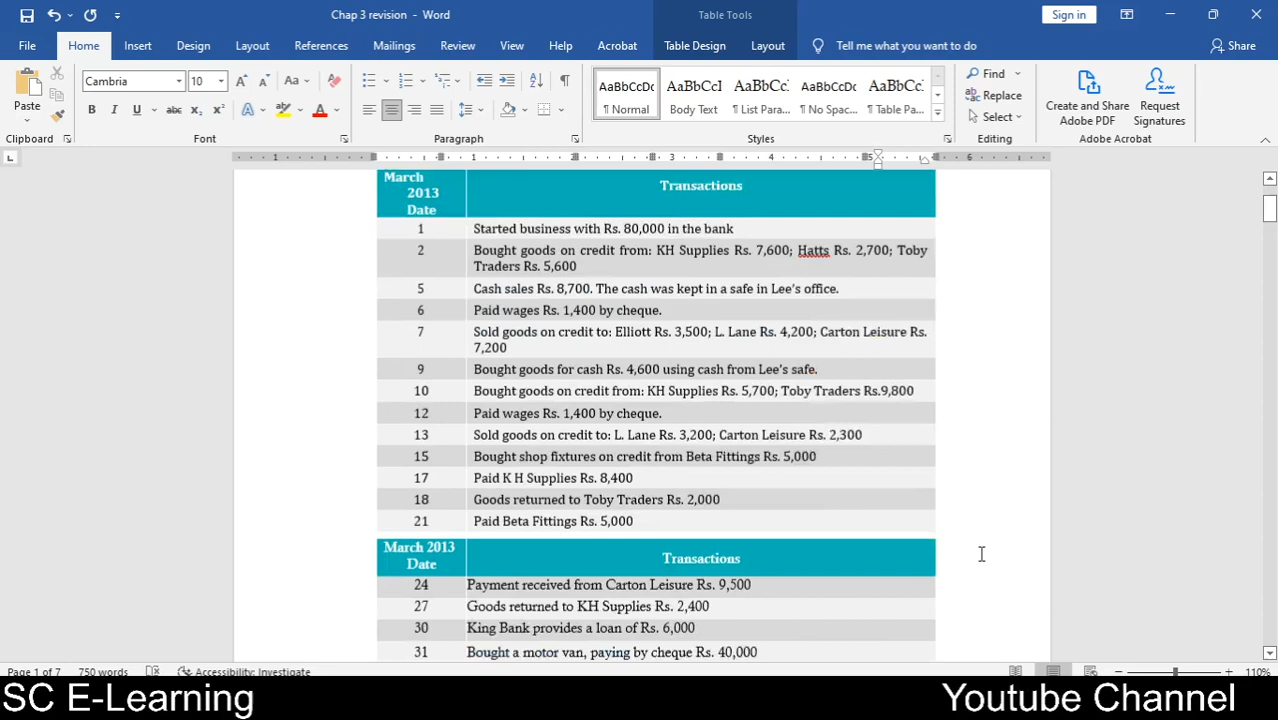 Chap 3 revision - Word
Table Tools
Sign in
File
Home
Insert
Design
Layout
References
Mailings
Review
View
Help
Acrobat
Table Design
Layout
Tell me what you want to do
Share
Paste
Clipboard
Cambria
10
Font
Paragraph
AaBbCcDc
¶ Normal
AaBbCcI
Body Text
AaBbCc
¶ List Para...
AaBbCcDc
¶ No Spac...
AaBbCc
¶ Table Pa...
Styles
Find
Replace
Select
Editing
Create and Share
Adobe PDF
Request
Signatures
Adobe Acrobat
1 1 2 3 4 5 6
March
2013
Date
Transactions
1 Started business with Rs. 80,000 in the bank
2 Bought goods on credit from: KH Supplies Rs. 7,600; Hatts Rs. 2,700; Toby
Traders Rs. 5,600
5 Cash sales Rs. 8,700. The cash was kept in a safe in Lee's office.
6 Paid wages Rs. 1,400 by cheque.
7 Sold goods on credit to: Elliott Rs. 3,500; L. Lane Rs. 4,200; Carton Leisure Rs.
7,200
9 Bought goods for cash Rs. 4,600 using cash from Lee's safe.
10 Bought goods on credit from: KH Supplies Rs. 5,700; Toby Traders Rs.9,800
12 Paid wages Rs. 1,400 by cheque.
13 Sold goods on credit to: L. Lane Rs. 3,200; Carton Leisure Rs. 2,300
15 Bought shop fixtures on credit from Beta Fittings Rs. 5,000
17 Paid K H Supplies Rs. 8,400
18 Goods returned to Toby Traders Rs. 2,000
21 Paid Beta Fittings Rs. 5,000
March 2013
Date
Transactions
24 Payment received from Carton Leisure Rs. 9,500
27 Goods returned to KH Supplies Rs. 2,400
30 King Bank provides a loan of Rs. 6,000
31 Bought a motor van, paying by cheque Rs. 40,000
Page 1 of 7
750 words
Accessibility: Investigate
110%
SC E-Learning
Youtube Channel